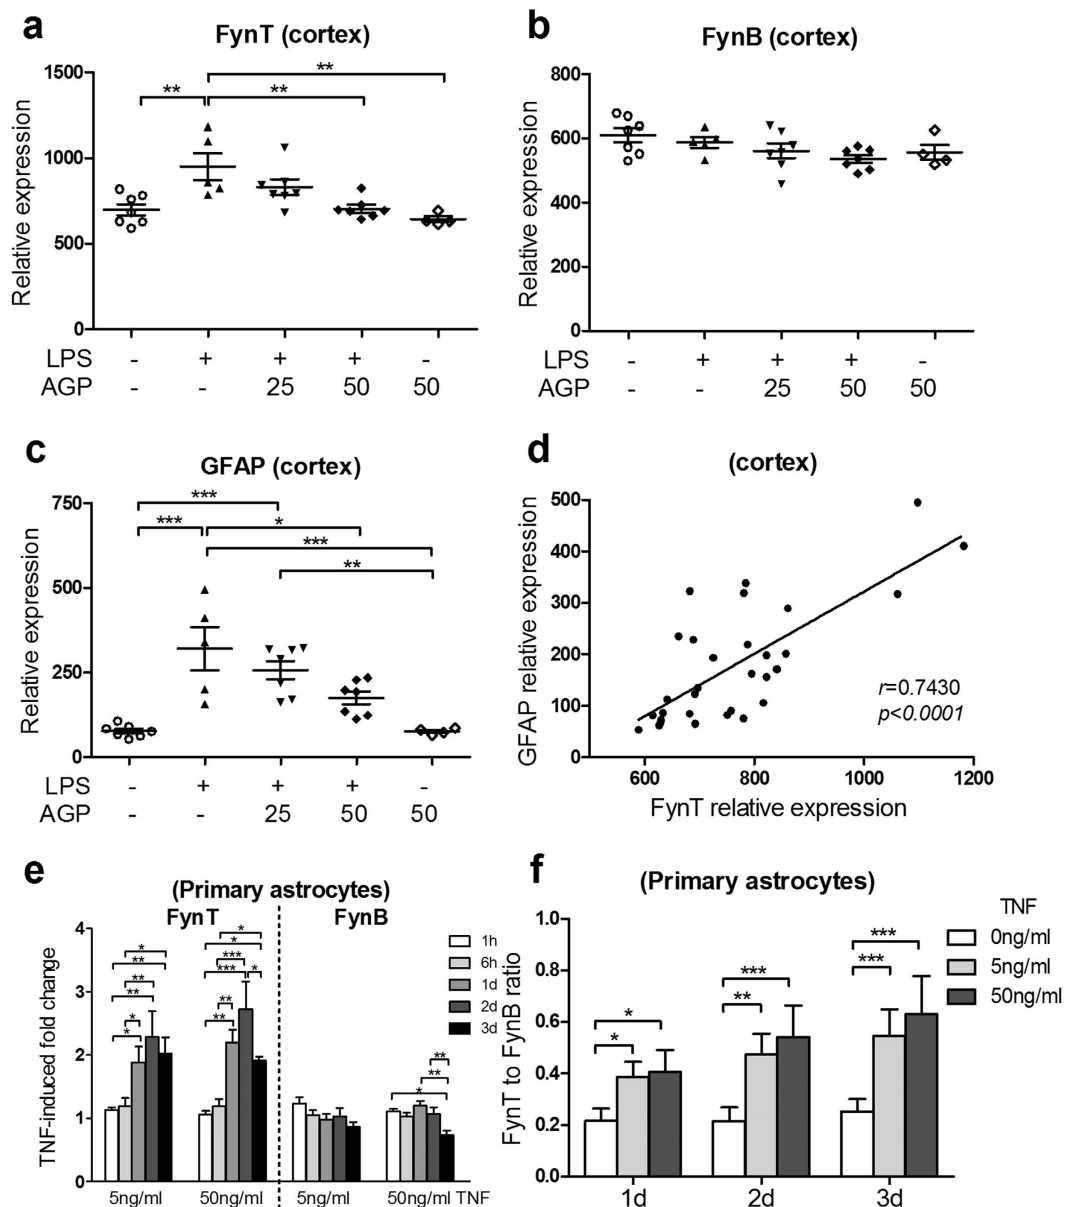 a
FynT (cortex)
Relative expression
1500
1000
500
0
** ** **
LPS - + + + -
AGP - - 25 50 50
b
FynB (cortex)
Relative expression
800
600
400
200
0
LPS - + + + -
AGP - - 25 50 50
c
GFAP (cortex)
Relative expression
750
500
250
0
***
*** *
***
**
LPS - + + + -
AGP - - 25 50 50
d
(cortex)
GFAP relative expression
500
400
300
200
100
0
r=0.7430
p<0.0001
600 800 1000 1200
FynT relative expression
e
(Primary astrocytes)
FynT FynB
TNF-induced fold change
4
3
2
1
0
*
**
**
**
*
*
*
*
***
*** *
**
**
**
**
*
1h
6h
1d
2d
3d
5ng/ml 50ng/ml 5ng/ml 50ng/ml TNF
f
(Primary astrocytes)
FynT to FynB ratio
1.0
0.8
0.6
0.4
0.2
0.0
*
*
***
**
***
***
TNF
0ng/ml
5ng/ml
50ng/ml
1d 2d 3d